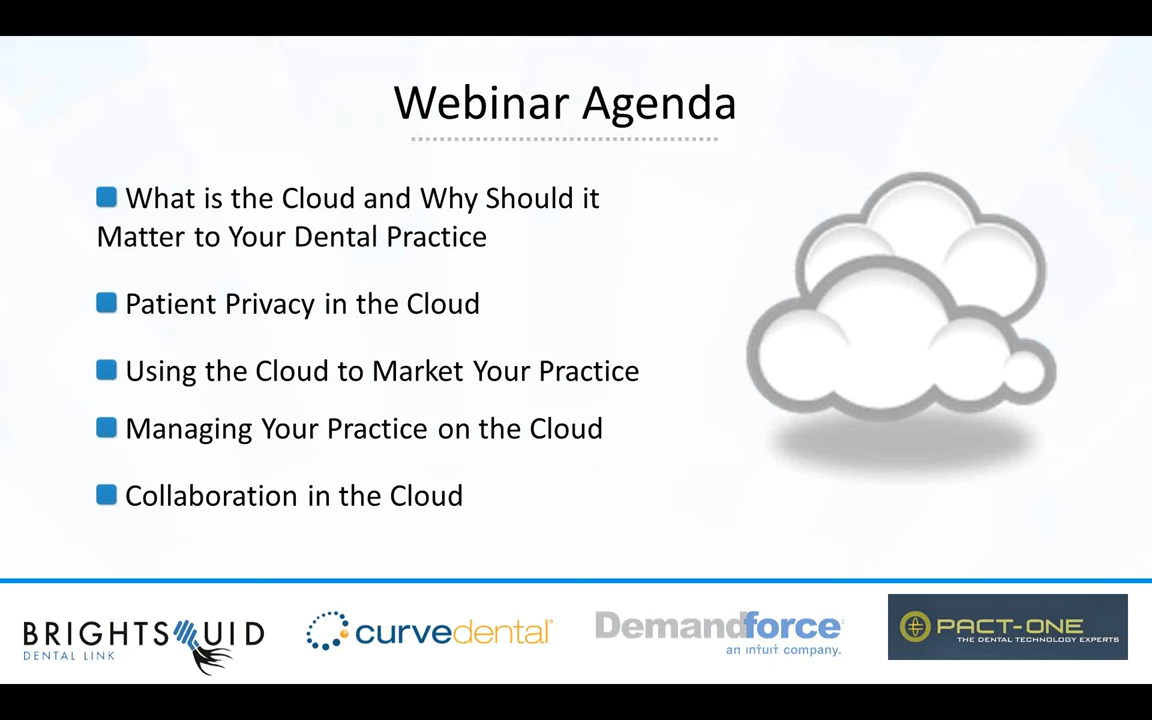 Webinar Agenda
What is the Cloud and Why Should it
Matter to Your Dental Practice
Patient Privacy in the Cloud
Using the Cloud to Market Your Practice
Managing Your Practice on the Cloud
Collaboration in the Cloud
BRIGHTSQUID
DENTAL LINK
curvedental®
Demandforce
an intuit company.
PACT-ONE
THE DENTAL TECHNOLOGY EXPERTS